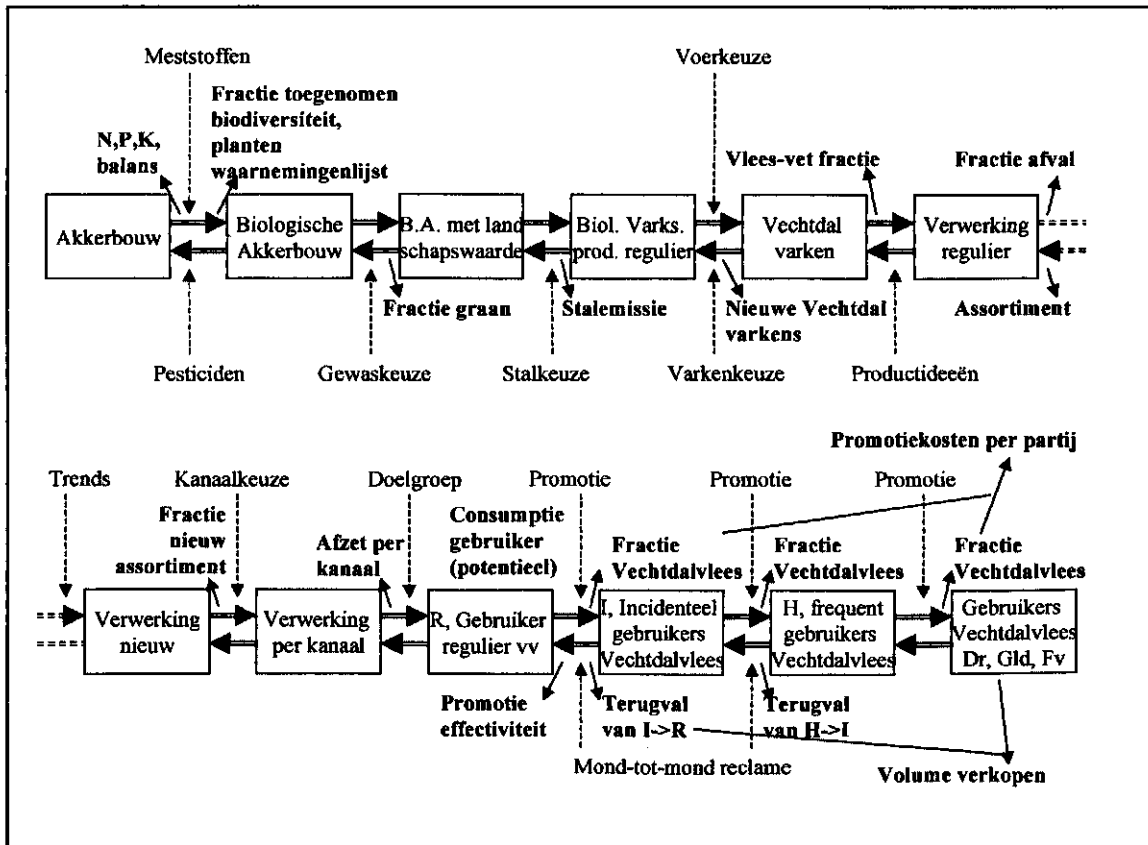 Meststoffen
Voerkeuze
Fractie toegenomen
biodiversiteit,
planten
waarnemingenlijst
N,P,K,
balans
Vlees-vet fractie
Fractie afval
Akkerbouw
Biologische
Akkerbouw
B.A. met land
schapswaarde
Biol. Varks.
prod. regulier
Vechtdal
varken
Verwerking
regulier
Fractie graan
Stalemissie
Nieuwe Vechtdal
varkens
Assortiment
Pesticiden
Gewaskeuze
Stalkeuze
Varkenkeuze
Productideeën
Promotiekosten per partij
Trends
Kanaalkeuze
Doelgroep
Promotie
Promotie
Promotie
Fractie
nieuw
assortiment
Afzet per
kanaal
Consumptie
gebruiker
(potentieel)
Fractie
Vechtdalvlees
Fractie
Vechtdalvlees
Fractie
Vechtdalvlees
Verwerking
nieuw
Verwerking
per kanaal
R, Gebruiker
regulier vv
I, Incidenteel
gebruikers
Vechtdalvlees
H, frequent
gebruikers
Vechtdalvlees
Gebruikers
Vechtdalvlees
Dr, Gld, Fv
Promotie
effectiviteit
Terugval
van I->R
Terugval
van H->I
Mond-tot-mond reclame
Volume verkopen